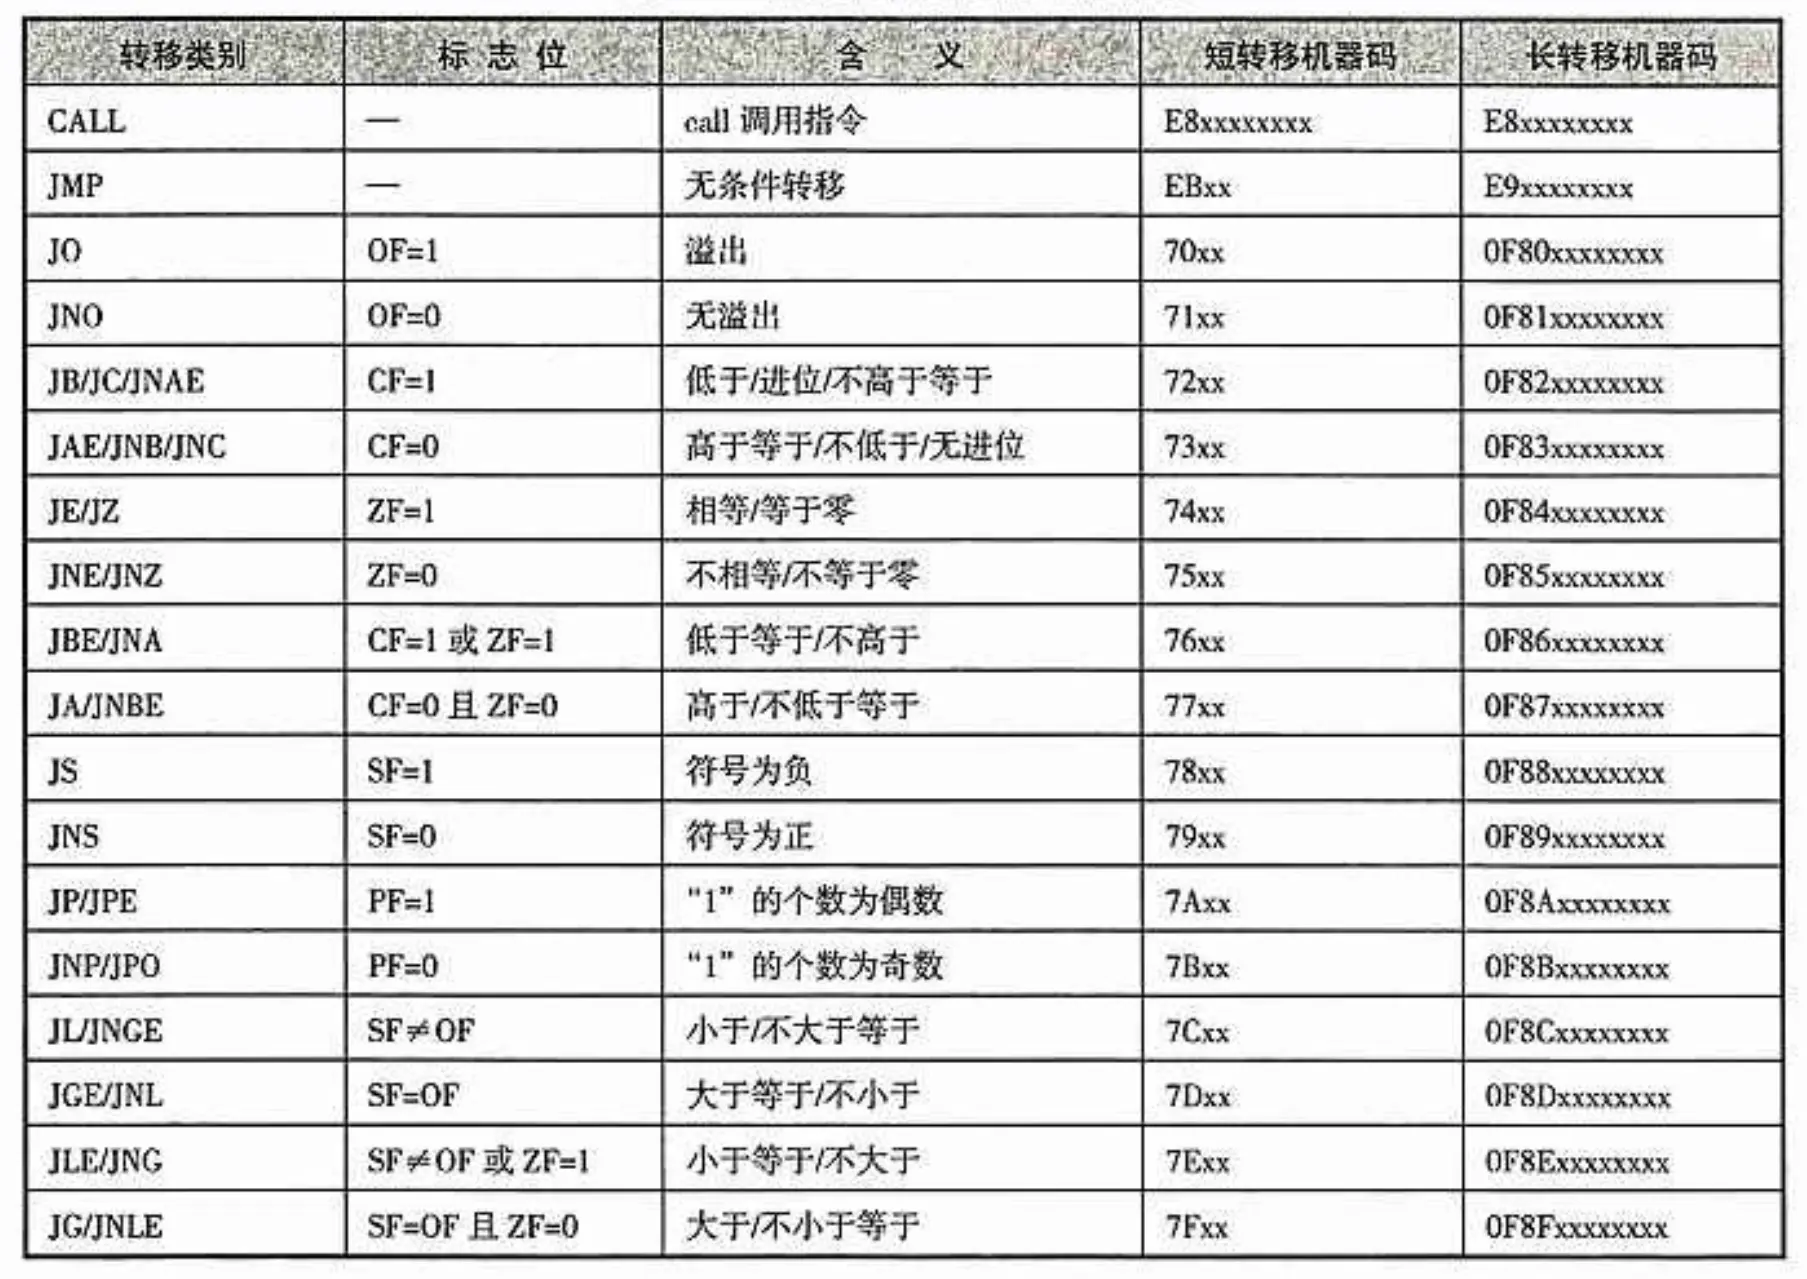 转移类别 标志位 含义 短转移机器码 长转移机器码
CALL — call 调用指令 E8xxxxxxxx E8xxxxxxxx
JMP — 无条件转移 EBxx E9xxxxxxxx
JO OF=1 溢出 70xx 0F80xxxxxxxx
JNO OF=0 无溢出 71xx 0F81xxxxxxxx
JB/JC/JNAE CF=1 低于/进位/不高于等于 72xx 0F82xxxxxxxx
JAE/JNB/JNC CF=0 高于等于/不低于/无进位 73xx 0F83xxxxxxxx
JE/JZ ZF=1 相等/等于零 74xx 0F84xxxxxxxx
JNE/JNZ ZF=0 不相等/不等于零 75xx 0F85xxxxxxxx
JBE/JNA CF=1 或 ZF=1 低于等于/不高于 76xx 0F86xxxxxxxx
JA/JNBE CF=0 且 ZF=0 高于/不低于等于 77xx 0F87xxxxxxxx
JS SF=1 符号为负 78xx 0F88xxxxxxxx
JNS SF=0 符号为正 79xx 0F89xxxxxxxx
JP/JPE PF=1 “1”的个数为偶数 7Axx 0F8Axxxxxxxx
JNP/JPO PF=0 “1”的个数为奇数 7Bxx 0F8Bxxxxxxxx
JL/JNGE SF≠OF 小于/不大于等于 7Cxx 0F8Cxxxxxxxx
JGE/JNL SF=OF 大于等于/不小于 7Dxx 0F8Dxxxxxxxx
JLE/JNG SF≠OF 或 ZF=1 小于等于/不大于 7Exx 0F8Exxxxxxxx
JG/JNLE SF=OF 且 ZF=0 大于/不小于等于 7Fxx 0F8Fxxxxxxxx